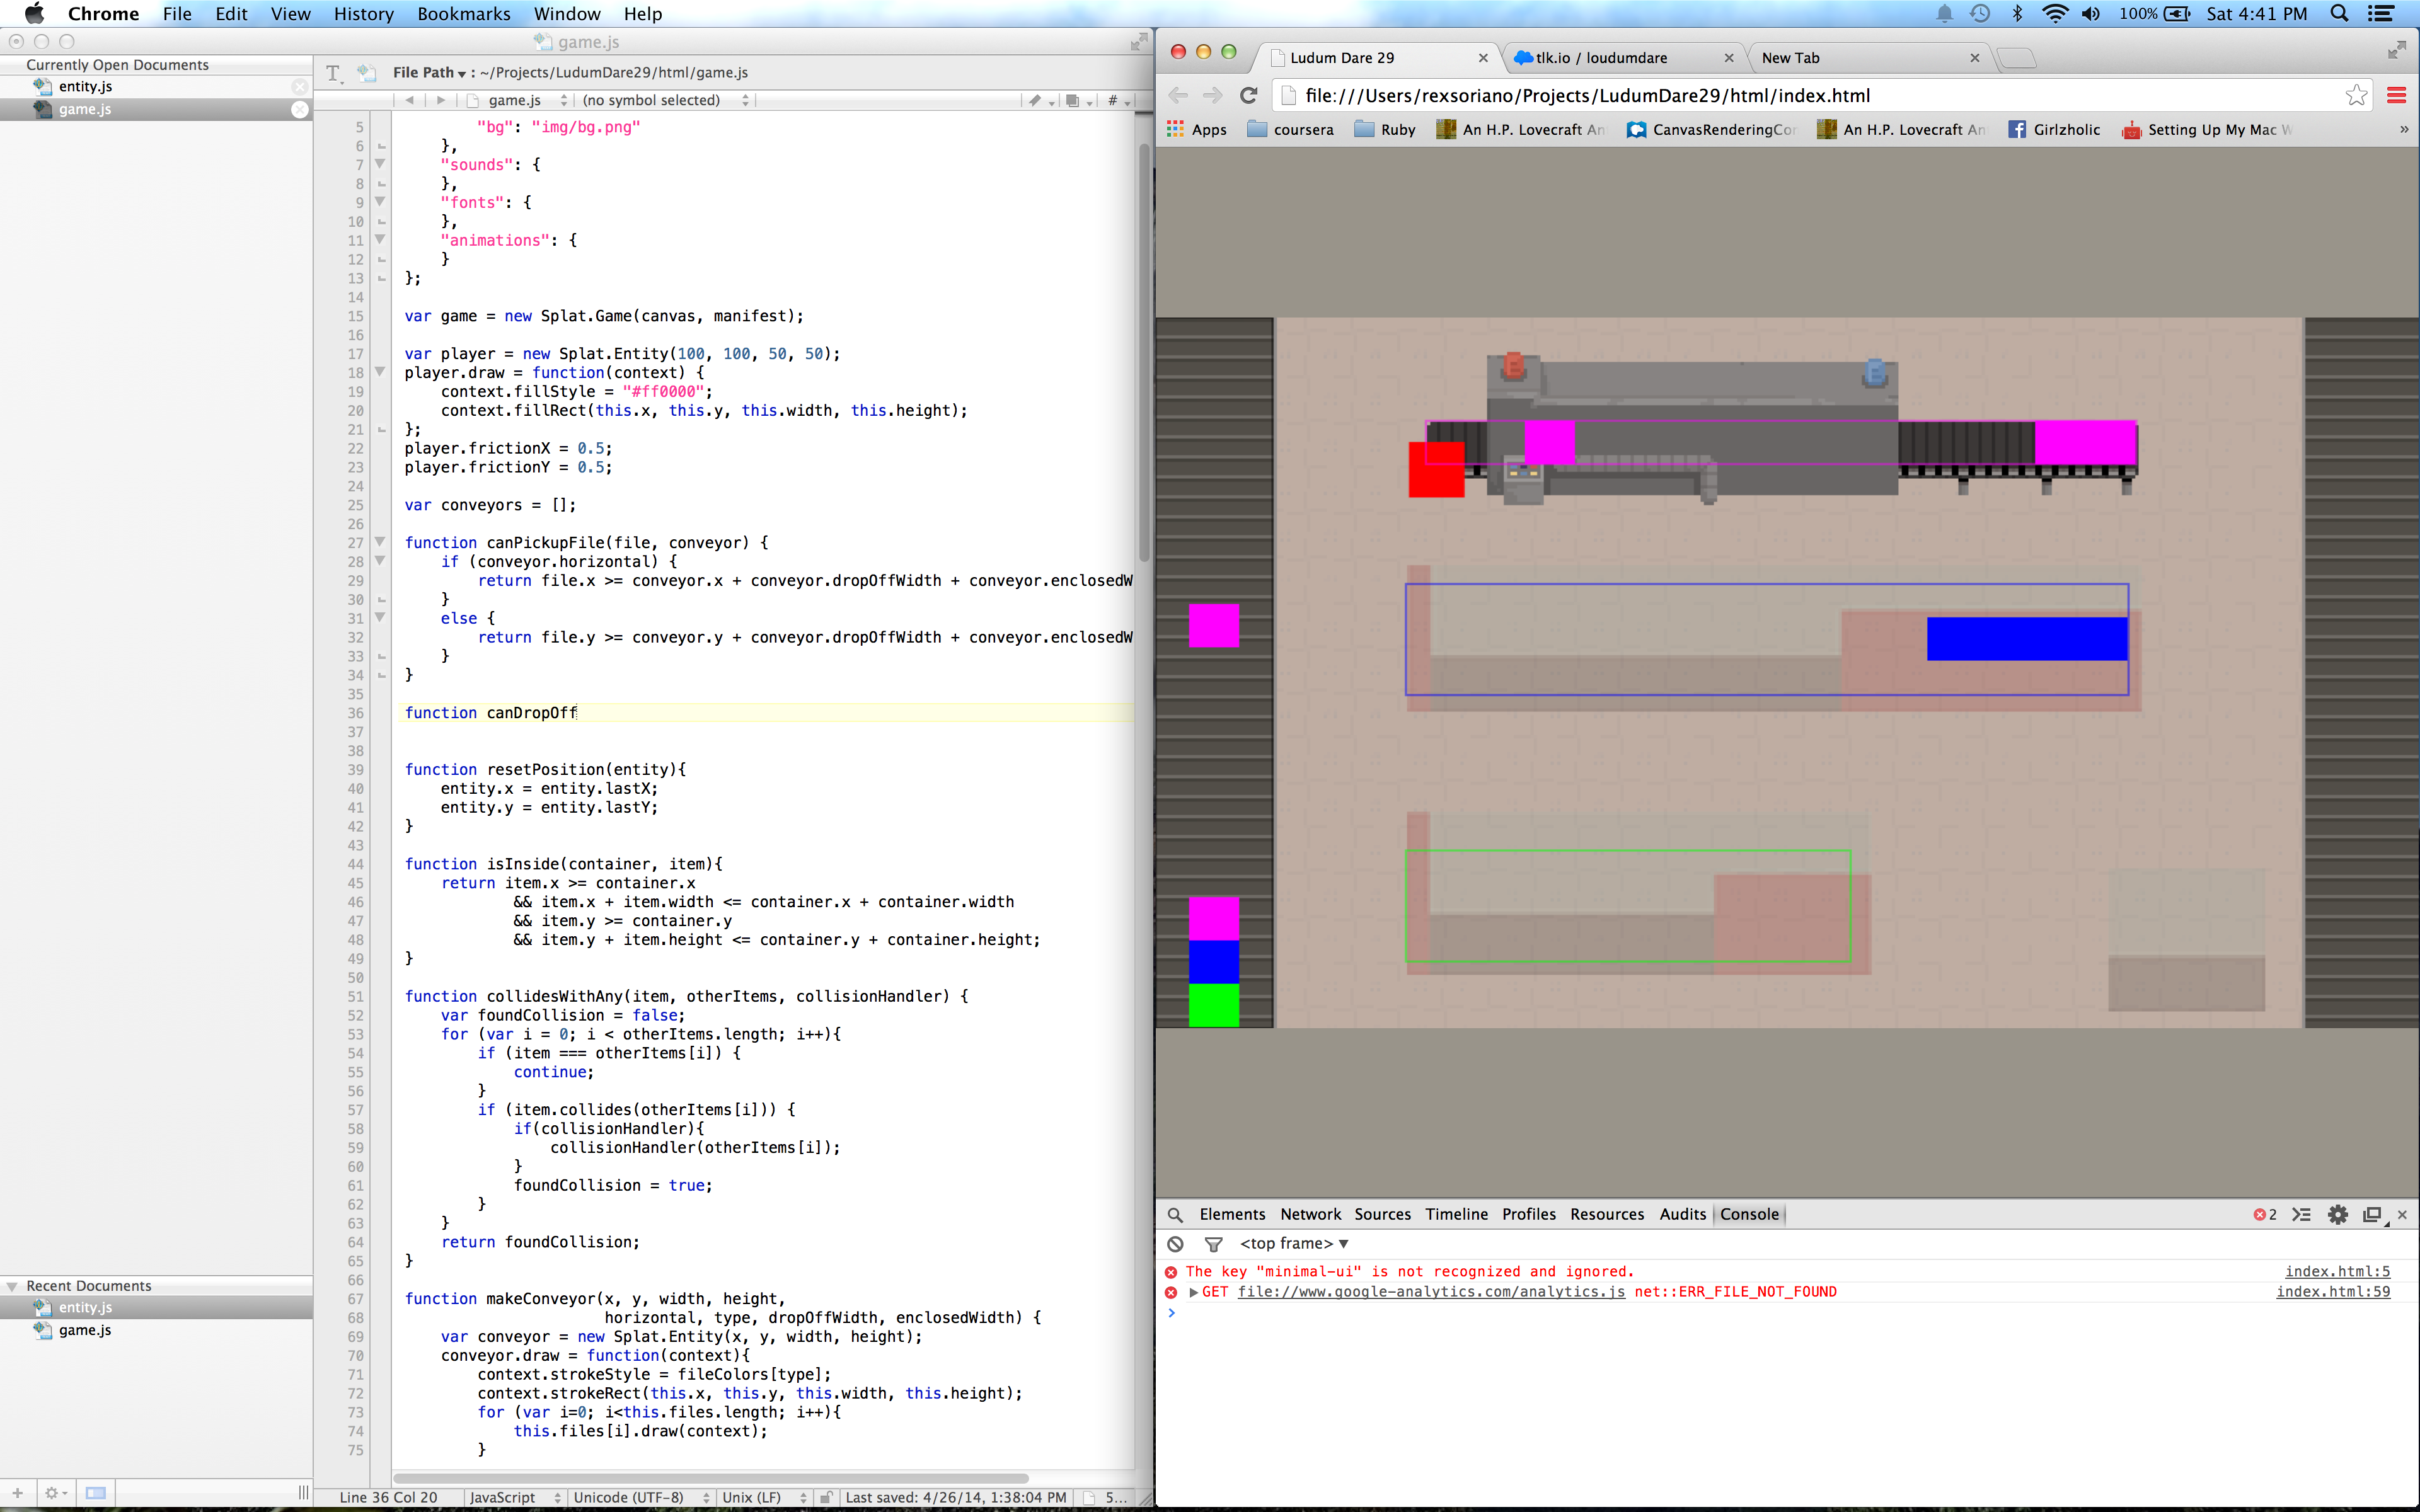 Chrome File Edit View History Bookmarks Window Help 100% Sat 4:41 PM
game.js
Currently Open Documents
entity.js
game.js
File Path : ~/Projects/LudumDare29/html/game.js
game.js (no symbol selected) #
5 "bg": "img/bg.png"
6 },
7 "sounds": {
8 },
9 "fonts": {
10 },
11 "animations": {
12 }
13 };
14
15 var game = new Splat.Game(canvas, manifest);
16
17 var player = new Splat.Entity(100, 100, 50, 50);
18 player.draw = function(context) {
19 context.fillStyle = "#ff0000";
20 context.fillRect(this.x, this.y, this.width, this.height);
21 };
22 player.frictionX = 0.5;
23 player.frictionY = 0.5;
24
25 var conveyors = [];
26
27 function canPickupFile(file, conveyor) {
28 if (conveyor.horizontal) {
29 return file.x >= conveyor.x + conveyor.dropOffWidth + conveyor.enclosedW
30 }
31 else {
32 return file.y >= conveyor.y + conveyor.dropOffWidth + conveyor.enclosedW
33 }
34 }
35
36 function canDropOff
37
38
39 function resetPosition(entity){
40 entity.x = entity.lastX;
41 entity.y = entity.lastY;
42 }
43
44 function isInside(container, item){
45 return item.x >= container.x
46 && item.x + item.width <= container.x + container.width
47 && item.y >= container.y
48 && item.y + item.height <= container.y + container.height;
49 }
50
51 function collidesWithAny(item, otherItems, collisionHandler) {
52 var foundCollision = false;
53 for (var i = 0; i < otherItems.length; i++){
54 if (item === otherItems[i]) {
55 continue;
56 }
57 if (item.collides(otherItems[i])) {
58 if(collisionHandler){
59 collisionHandler(otherItems[i]);
60 }
61 foundCollision = true;
62 }
63 }
64 return foundCollision;
65 }
66
67 function makeConveyor(x, y, width, height,
68 horizontal, type, dropOffWidth, enclosedWidth) {
69 var conveyor = new Splat.Entity(x, y, width, height);
70 conveyor.draw = function(context){
71 context.strokeStyle = fileColors[type];
72 context.strokeRect(this.x, this.y, this.width, this.height);
73 for (var i=0; i<this.files.length; i++){
74 this.files[i].draw(context);
75 }
Recent Documents
entity.js
game.js
Line 36 Col 20 JavaScript Unicode (UTF-8) Unix (LF) Last saved: 4/26/14, 1:38:04 PM 5...
Ludum Dare 29 tlk.io / loudumdare New Tab
file:///Users/rexsoriano/Projects/LudumDare29/html/index.html
Apps coursera Ruby An H.P. Lovecraft An CanvasRenderingCor An H.P. Lovecraft An Girlzholic Setting Up My Mac W »
Elements Network Sources Timeline Profiles Resources Audits Console 2
<top frame>
The key "minimal-ui" is not recognized and ignored. index.html:5
GET file://www.google-analytics.com/analytics.js net::ERR_FILE_NOT_FOUND index.html:59